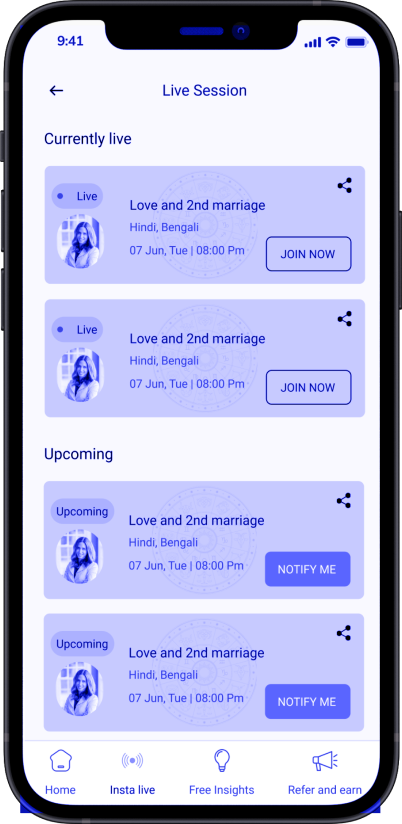 9:41
Live Session
Currently live
Live
Love and 2nd marriage
Hindi, Bengali
07 Jun, Tue | 08:00 Pm
JOIN NOW
Live
Love and 2nd marriage
Hindi, Bengali
07 Jun, Tue | 08:00 Pm
JOIN NOW
Upcoming
Upcoming
Love and 2nd marriage
Hindi, Bengali
07 Jun, Tue | 08:00 Pm
NOTIFY ME
Upcoming
Love and 2nd marriage
Hindi, Bengali
07 Jun, Tue | 08:00 Pm
NOTIFY ME
Home Insta live Free Insights Refer and earn